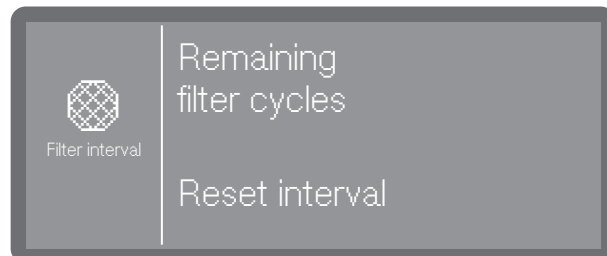 Filter interval
Remaining
filter cycles
Reset interval